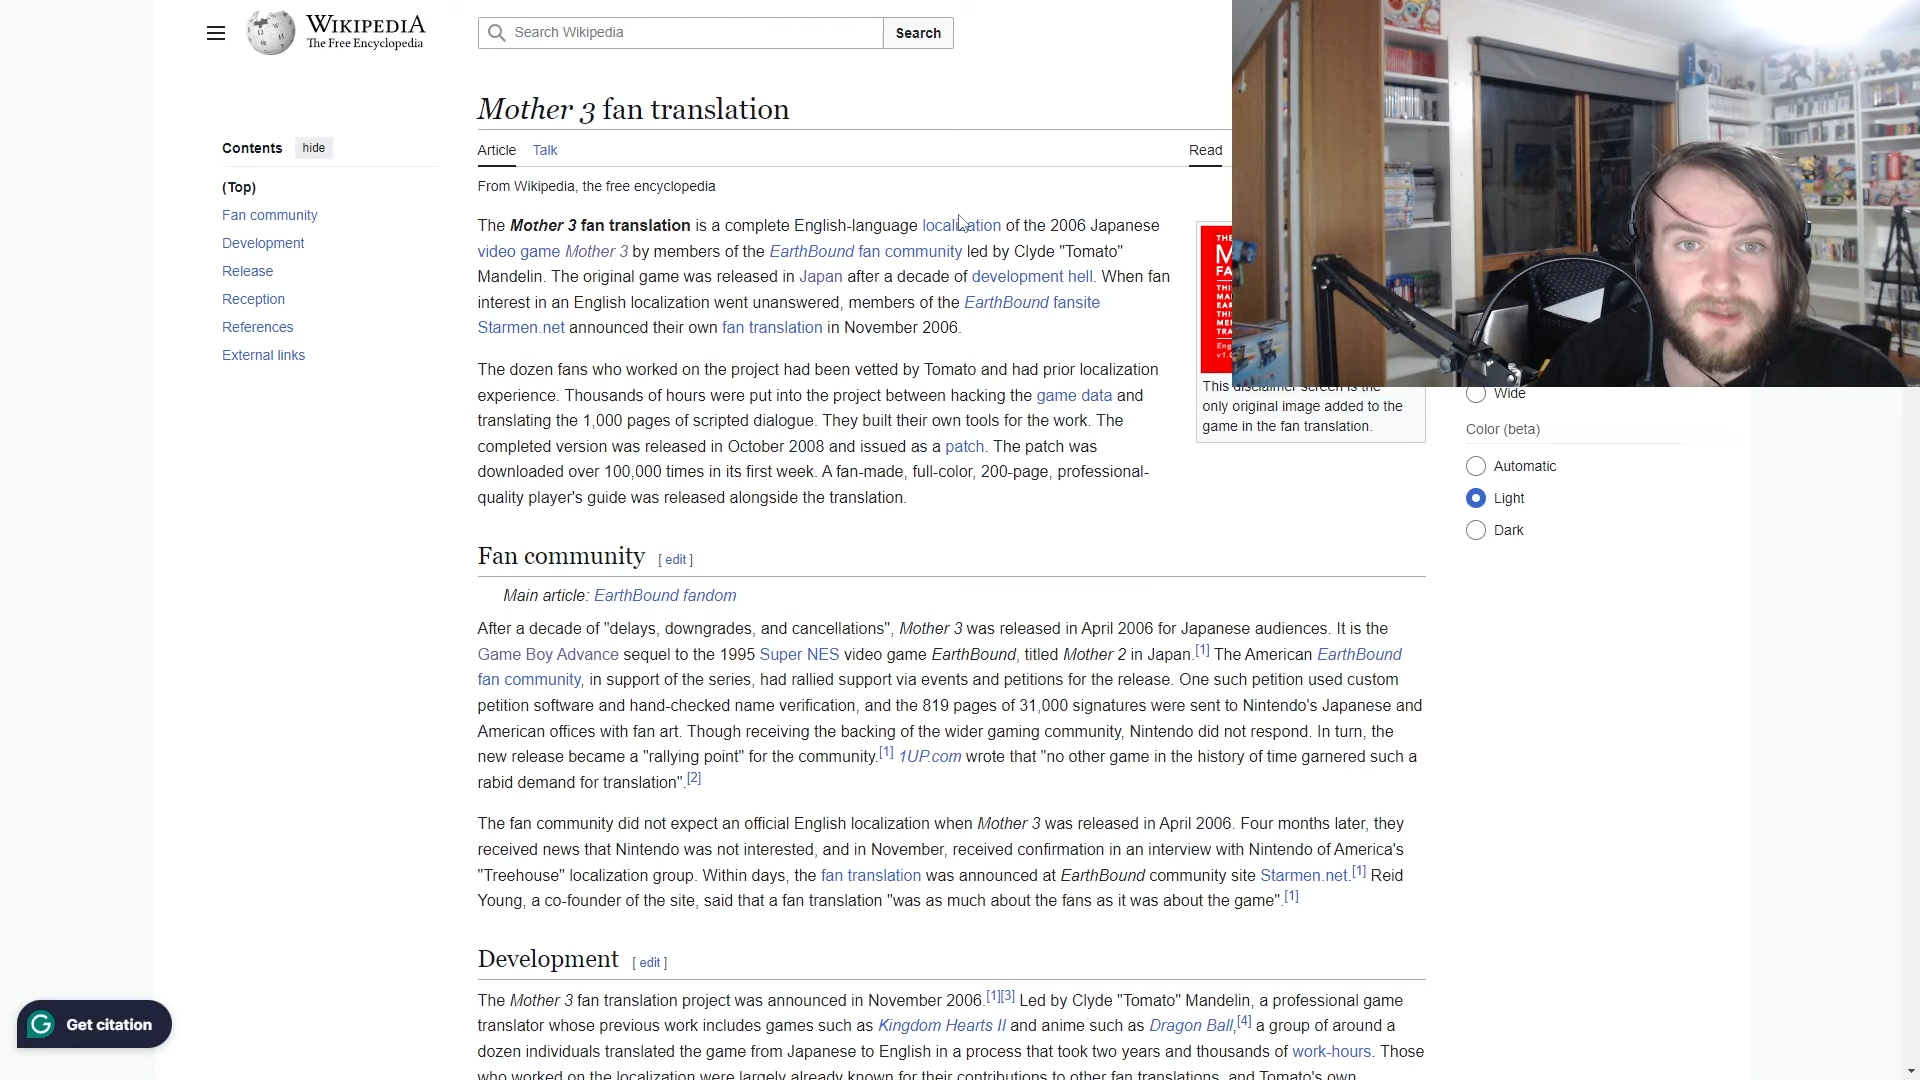 WIKIPEDIA
The Free Encyclopedia
Search Wikipedia
Search
Mother 3 fan translation
Contents
hide
Article
Talk
Read
(Top)
Fan community
Development
Release
Reception
References
External links
From Wikipedia, the free encyclopedia
The Mother 3 fan translation is a complete English-language localization of the 2006 Japanese
video game Mother 3 by members of the EarthBound fan community led by Clyde "Tomato"
Mandelin. The original game was released in Japan after a decade of development hell. When fan
interest in an English localization went unanswered, members of the EarthBound fansite
Starmen.net announced their own fan translation in November 2006.
The dozen fans who worked on the project had been vetted by Tomato and had prior localization
experience. Thousands of hours were put into the project between hacking the game data and
translating the 1,000 pages of scripted dialogue. They built their own tools for the work. The
completed version was released in October 2008 and issued as a patch. The patch was
downloaded over 100,000 times in its first week. A fan-made, full-color, 200-page, professional-
quality player's guide was released alongside the translation.
This disclaimer screen is the
only original image added to the
game in the fan translation.
Wide
Color (beta)
Automatic
Light
Dark
Fan community [ edit ]
Main article: EarthBound fandom
After a decade of "delays, downgrades, and cancellations", Mother 3 was released in April 2006 for Japanese audiences. It is the
Game Boy Advance sequel to the 1995 Super NES video game EarthBound, titled Mother 2 in Japan.[1] The American EarthBound
fan community, in support of the series, had rallied support via events and petitions for the release. One such petition used custom
petition software and hand-checked name verification, and the 819 pages of 31,000 signatures were sent to Nintendo's Japanese and
American offices with fan art. Though receiving the backing of the wider gaming community, Nintendo did not respond. In turn, the
new release became a "rallying point" for the community.[1] 1UP.com wrote that "no other game in the history of time garnered such a
rabid demand for translation".[2]
The fan community did not expect an official English localization when Mother 3 was released in April 2006. Four months later, they
received news that Nintendo was not interested, and in November, received confirmation in an interview with Nintendo of America's
"Treehouse" localization group. Within days, the fan translation was announced at EarthBound community site Starmen.net.[1] Reid
Young, a co-founder of the site, said that a fan translation "was as much about the fans as it was about the game".[1]
Development [ edit ]
The Mother 3 fan translation project was announced in November 2006.[1][3] Led by Clyde "Tomato" Mandelin, a professional game
translator whose previous work includes games such as Kingdom Hearts II and anime such as Dragon Ball,[4] a group of around a
dozen individuals translated the game from Japanese to English in a process that took two years and thousands of work-hours. Those
who worked on the localization were largely already known for their contributions to other fan translations, and Tomato's own
Get citation